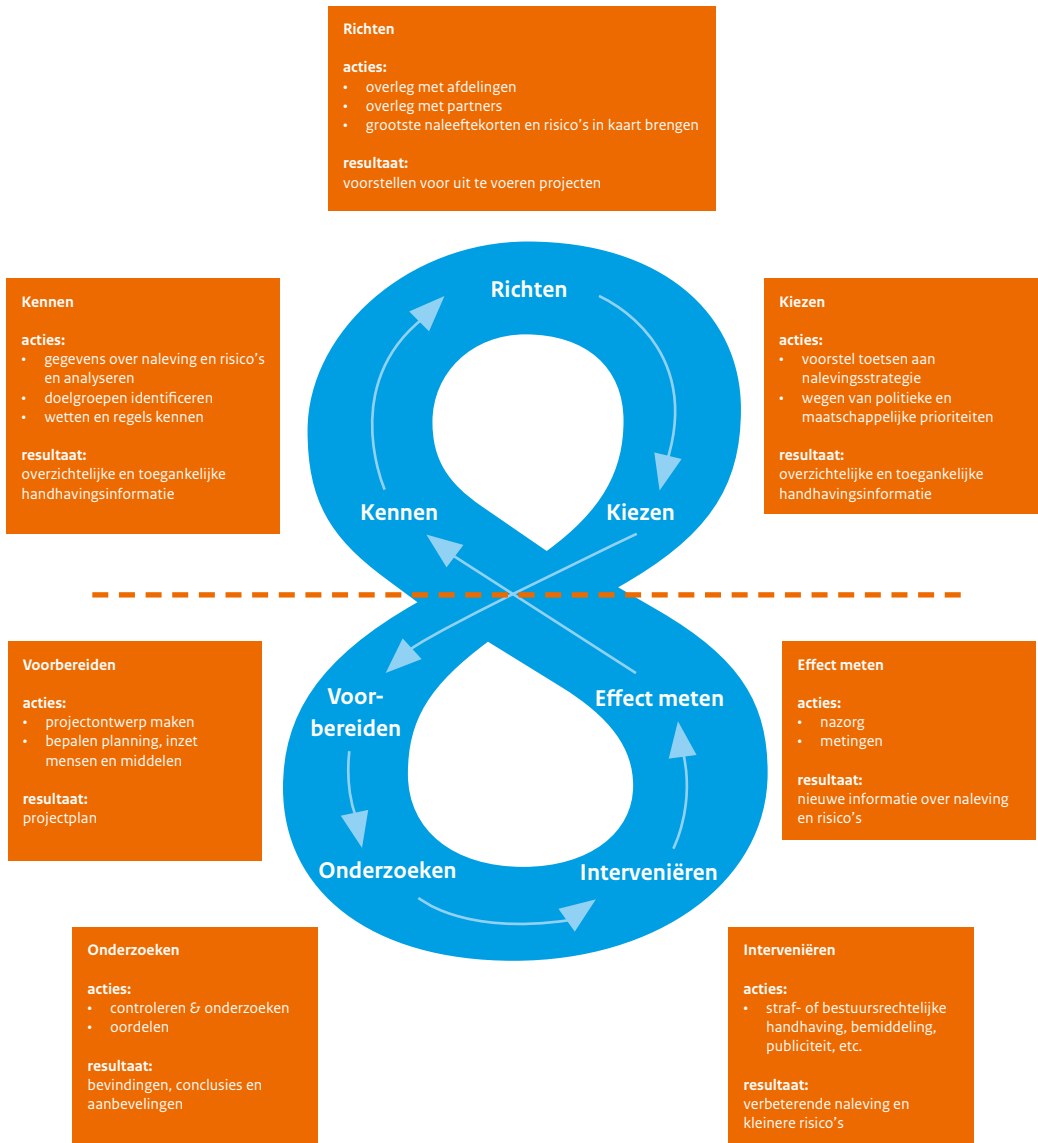 Richten
acties:
• overleg met afdelingen
• overleg met partners
• grootste naleeftekorten en risico's in kaart brengen
resultaat:
voorstellen voor uit te voeren projecten
Kennen
acties:
• gegevens over naleving en risico's
en analyseren
• doelgroepen identificeren
• wetten en regels kennen
resultaat:
overzichtelijke en toegankelijke
handhavingsinformatie
Richten
Kennen
Kiezen
Kiezen
acties:
• voorstel toetsen aan
nalevingsstrategie
• wegen van politieke en
maatschappelijke prioriteiten
resultaat:
overzichtelijke en toegankelijke
handhavingsinformatie
Voorbereiden
acties:
• projectontwerp maken
• bepalen planning, inzet
mensen en middelen
resultaat:
projectplan
Voor-
bereiden
Effect meten
Onderzoeken
Interveniëren
Effect meten
acties:
• nazorg
• metingen
resultaat:
nieuwe informatie over naleving
en risico's
Onderzoeken
acties:
• controleren & onderzoeken
• oordelen
resultaat:
bevindingen, conclusies en
aanbevelingen
Interveniëren
acties:
• straf- of bestuursrechtelijke
handhaving, bemiddeling,
publiciteit, etc.
resultaat:
verbeterende naleving en
kleinere risico's